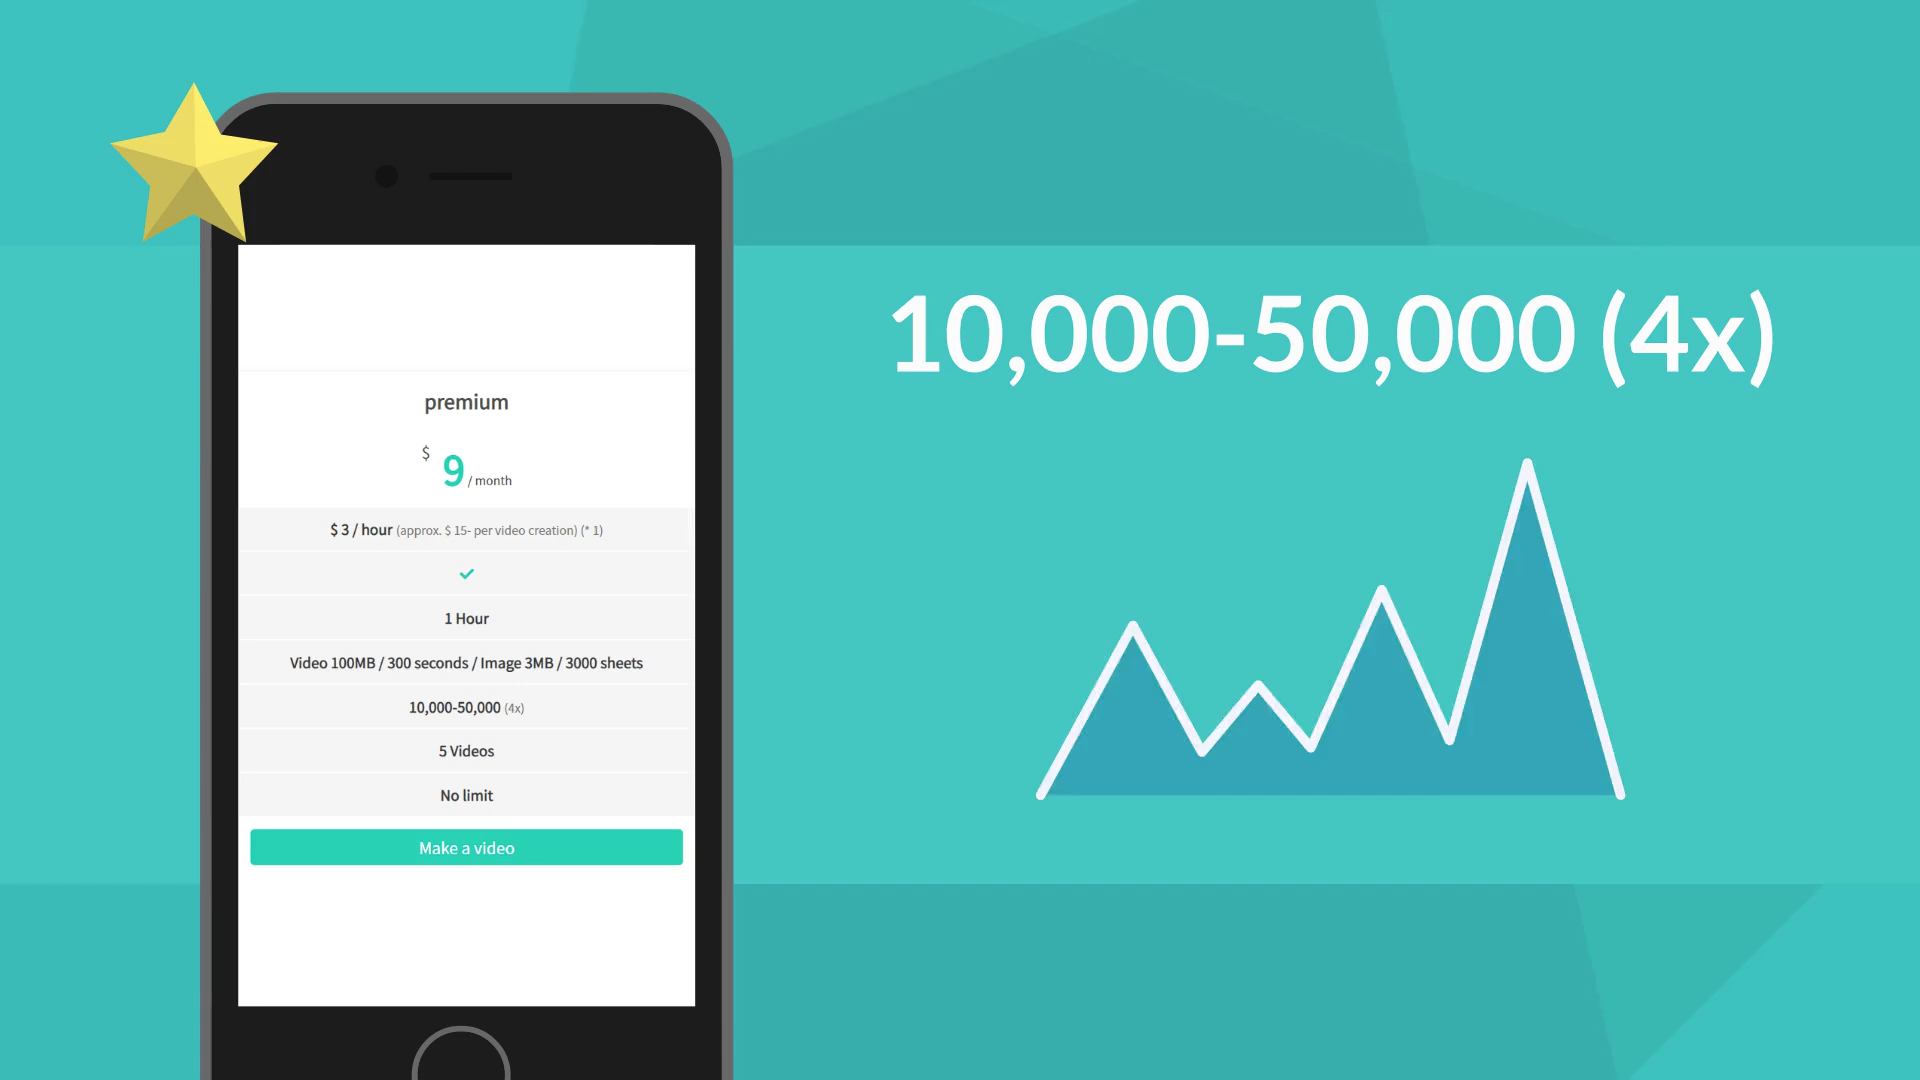 premium
$ 9 / month
$ 3 / hour (approx. $ 15- per video creation) (* 1)
1 Hour
Video 100MB / 300 seconds / Image 3MB / 3000 sheets
10,000-50,000 (4x)
5 Videos
No limit
Make a video
10,000-50,000 (4x)